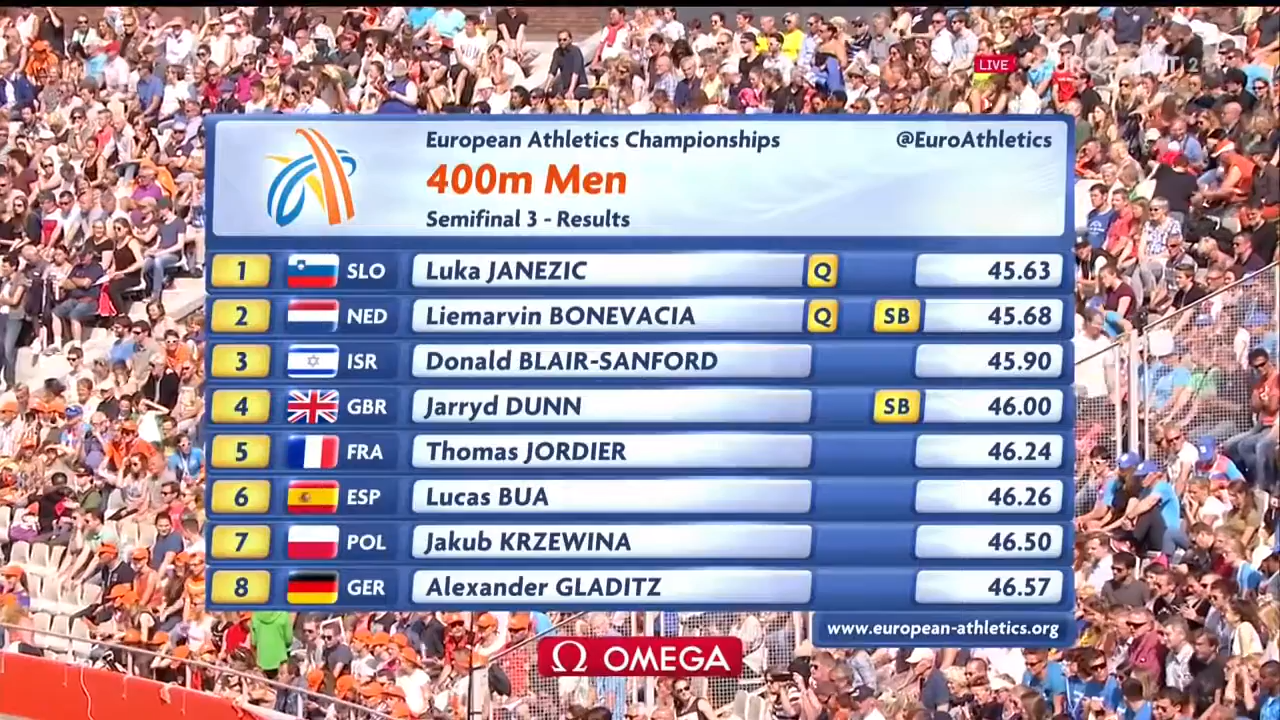 LIVE
European Athletics Championships @EuroAthletics
400m Men
Semifinal 3 - Results
1 SLO Luka JANEZIC Q 45.63
2 NED Liemarvin BONEVACIA Q SB 45.68
3 ISR Donald BLAIR-SANFORD 45.90
4 GBR Jarryd DUNN SB 46.00
5 FRA Thomas JORDIER 46.24
6 ESP Lucas BUA 46.26
7 POL Jakub KRZEWINA 46.50
8 GER Alexander GLADITZ 46.57
www.european-athletics.org
Ω OMEGA